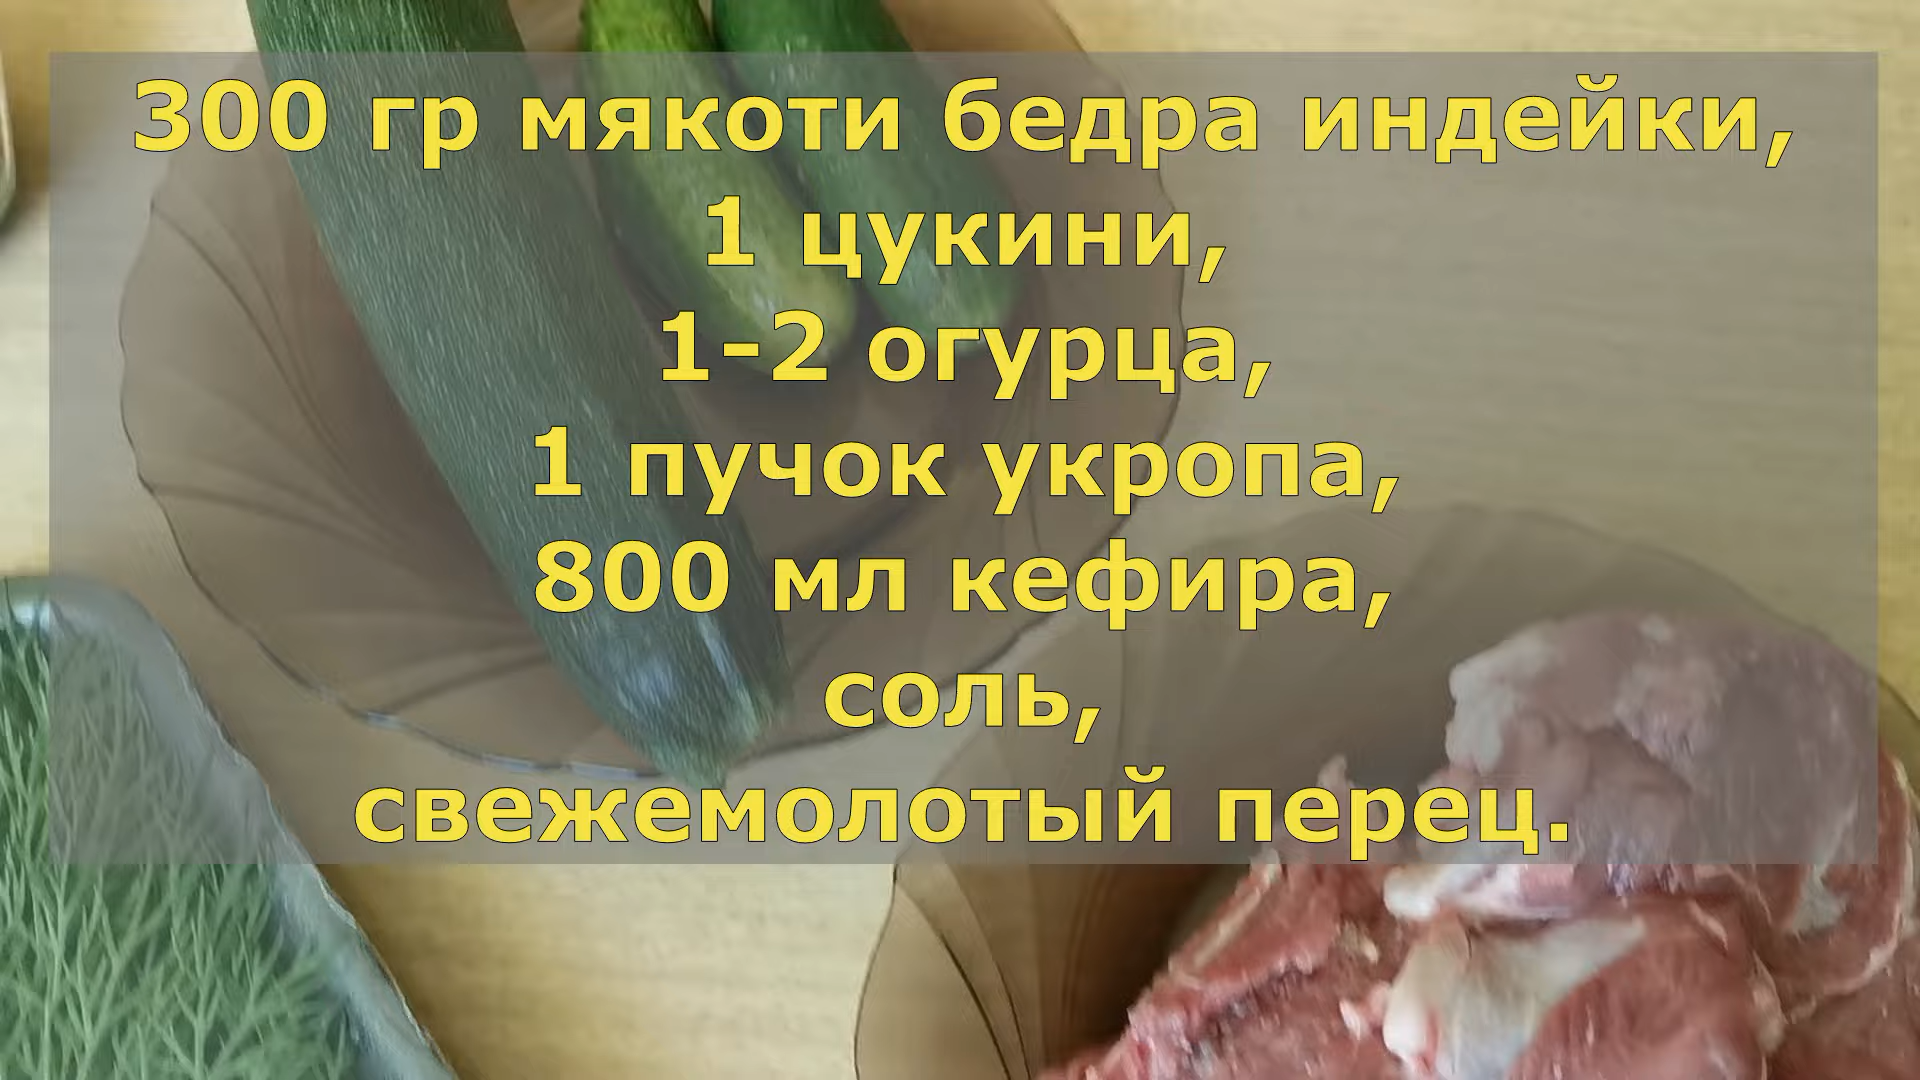 300 гр мякоти бедра индейки,
1 цукини,
1-2 огурца,
1 пучок укропа,
800 мл кефира,
соль,
свежемолотый перец.